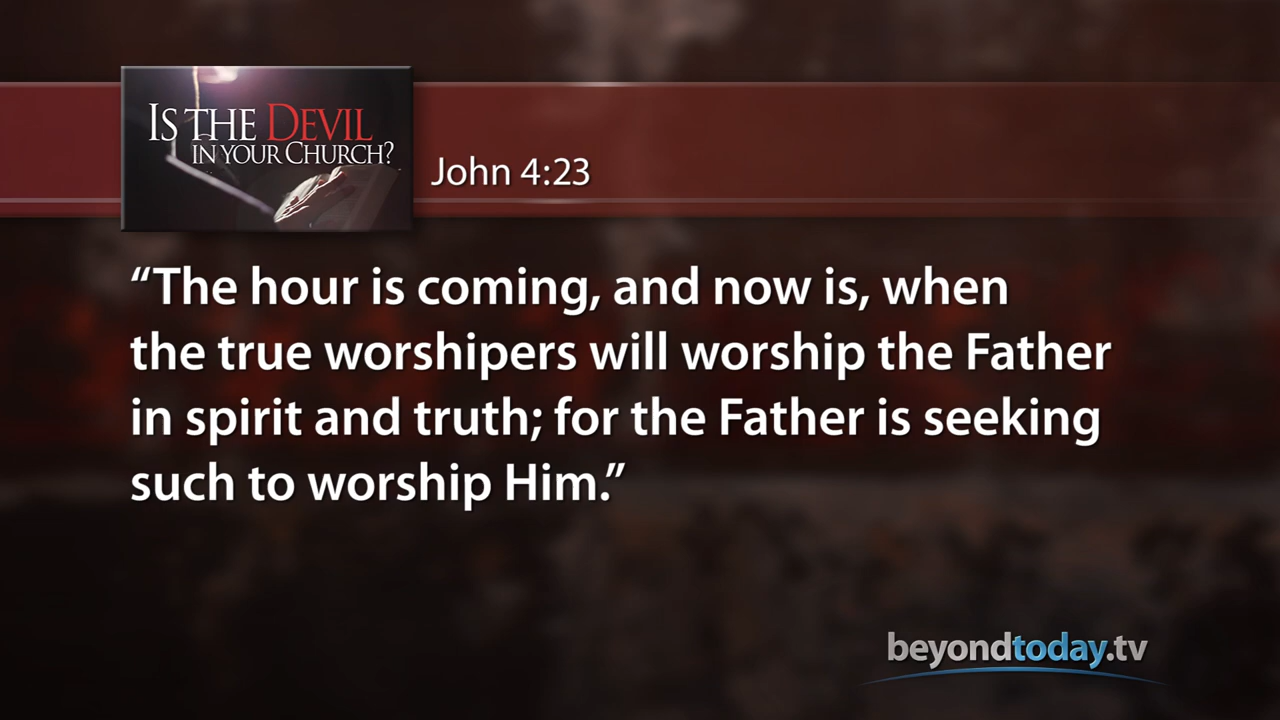 IS THE DEVIL
IN YOUR CHURCH?
John 4:23
“The hour is coming, and now is, when
the true worshipers will worship the Father
in spirit and truth; for the Father is seeking
such to worship Him.”
beyondtoday.tv